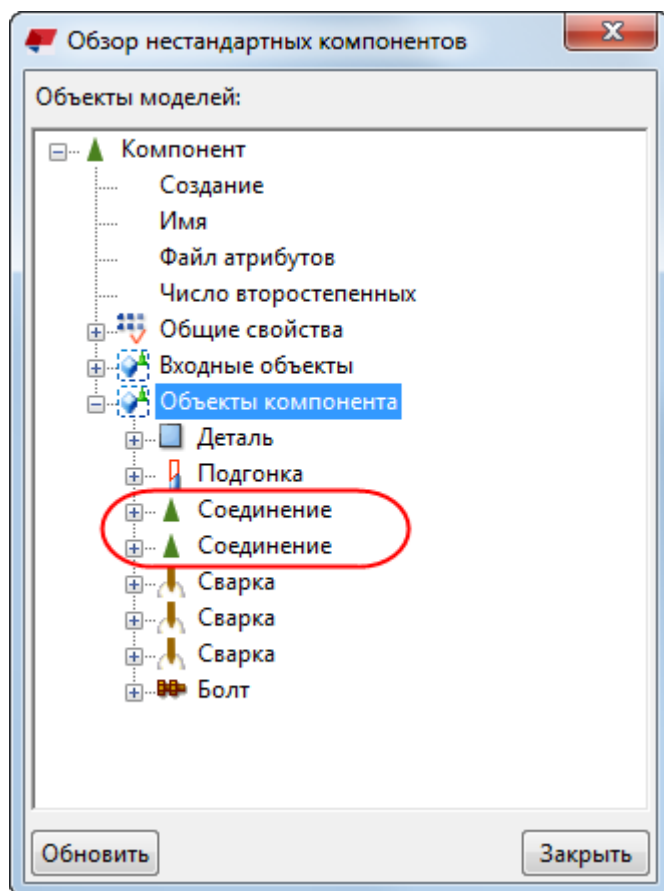 Обзор нестандартных компонентов
Объекты моделей:
Компонент
Создание
Имя
Файл атрибутов
Число второстепенных
Общие свойства
Входные объекты
Объекты компонента
Деталь
Подгонка
Соединение
Соединение
Сварка
Сварка
Сварка
Болт
Обновить Закрыть